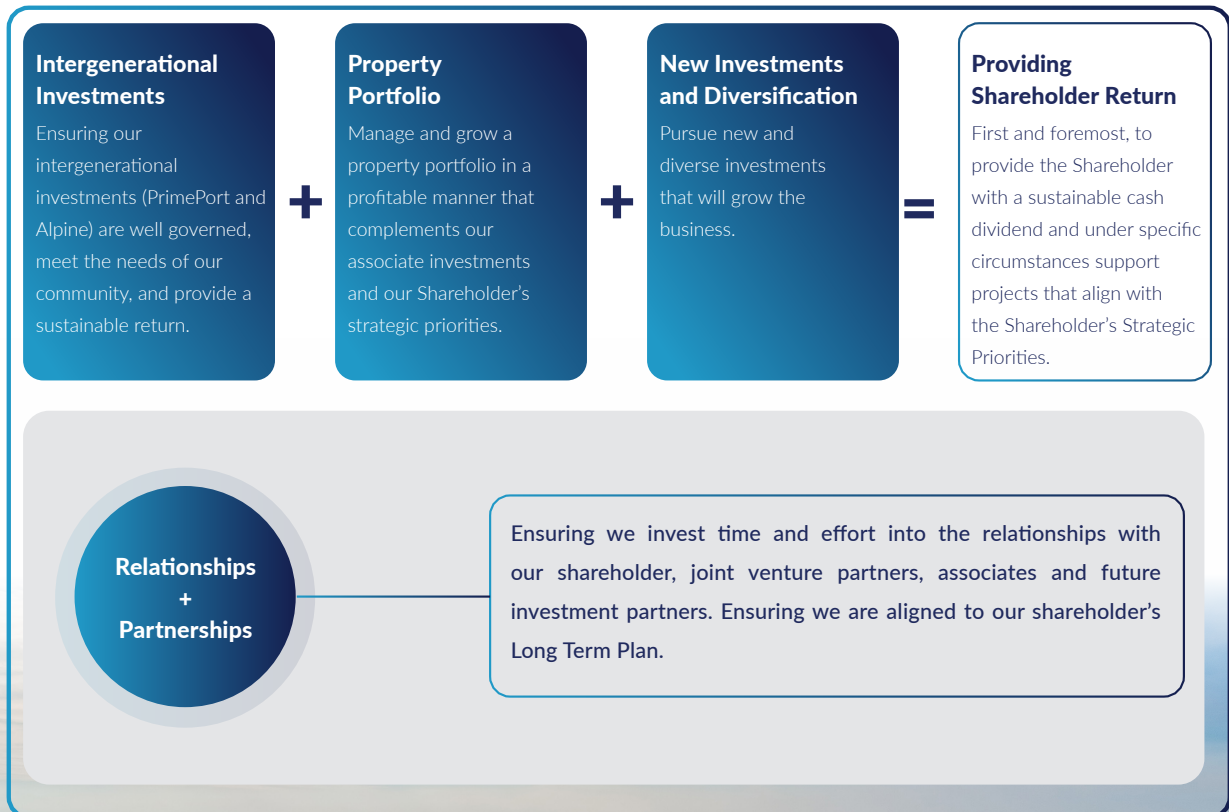 Intergenerational
Investments
Ensuring our
intergenerational
investments (PrimePort and
Alpine) are well governed,
meet the needs of our
community, and provide a
sustainable return.
+
Property
Portfolio
Manage and grow a
property portfolio in a
profitable manner that
complements our
associate investments
and our Shareholder’s
strategic priorities.
+
New Investments
and Diversification
Pursue new and
diverse investments
that will grow the
business.
=
Providing
Shareholder Return
First and foremost, to
provide the Shareholder
with a sustainable cash
dividend and under specific
circumstances support
projects that align with
the Shareholder’s Strategic
Priorities.
Relationships
+
Partnerships
Ensuring we invest time and effort into the relationships with
our shareholder, joint venture partners, associates and future
investment partners. Ensuring we are aligned to our shareholder’s
Long Term Plan.